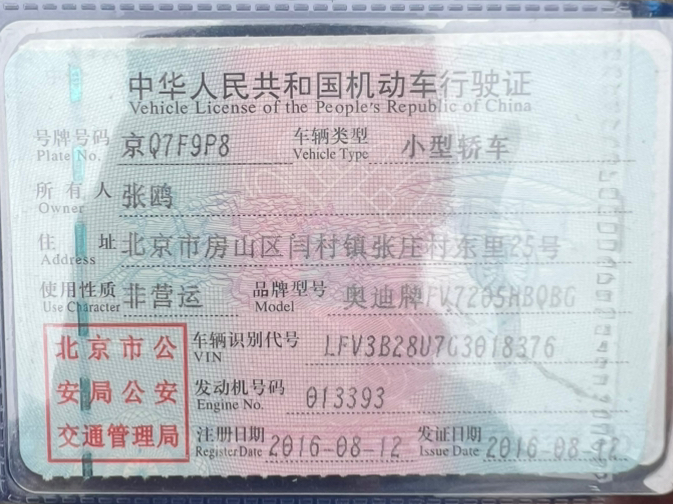 中华人民共和国机动车行驶证
Vehicle License of the People's Republic of China
号牌号码 京Q7F9P8 车辆类型 小型轿车
Plate No. Vehicle Type
所有人 张鸥
Owner
住址 北京市房山区闫村镇张庄村东里25号
Address
使用性质 非营运 品牌型号 奥迪牌FV7205HBQBG
Use Character Model
北京市公安局公安交通管理局
车辆识别代号 LFV3B28U7G3018376
VIN
发动机号码 013393
Engine No.
注册日期 2016-08-12 发证日期 2016-08-12
Register Date Issue Date